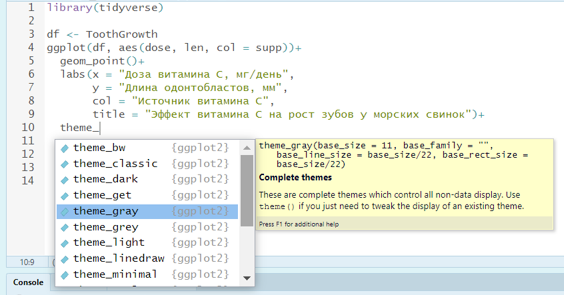 1 library(tidyverse)
2
3 df <- ToothGrowth
4 ggplot(df, aes(dose, len, col = supp))+
5 geom_point()+
6 labs(x = "Доза витамина С, мг/день",
7 y = "Длина одонтобластов, мм",
8 col = "Источник витамина С",
9 title = "Эффект витамина С на рост зубов у морских свинок")+
10 theme_
11
12
13
14
theme_bw {ggplot2}
theme_classic {ggplot2}
theme_dark {ggplot2}
theme_get {ggplot2}
theme_gray {ggplot2}
theme_grey {ggplot2}
theme_light {ggplot2}
theme_linedraw {ggplot2}
theme_minimal {ggplot2}
theme_gray(base_size = 11, base_family = "",
base_line_size = base_size/22, base_rect_size =
base_size/22)
Complete themes
These are complete themes which control all non-data display. Use
theme() if you just need to tweak the display of an existing theme.
Press F1 for additional help
10:9
Console